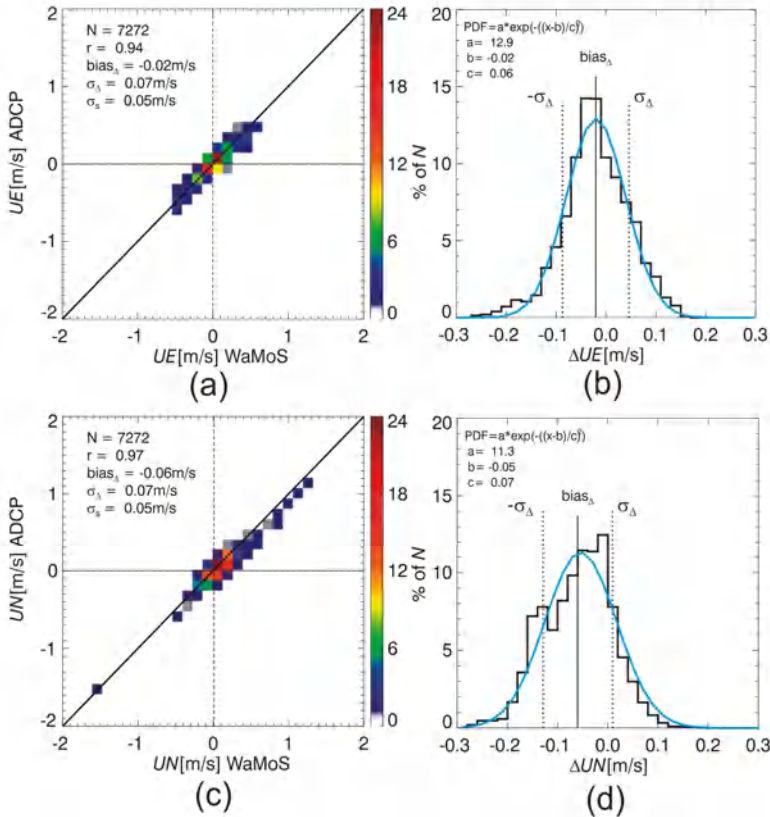 N = 7272
r = 0.94
bias_Δ = -0.02m/s
σ_Δ = 0.07m/s
σ_s = 0.05m/s
2
1
0
-1
-2
UE[m/s] ADCP
-2 -1 0 1 2
UE[m/s] WaMoS
24
18
12
6
0
% of N
(a)
PDF=a*exp(-((x-b)/c)²)
a= 12.9
b= -0.02
c= 0.06
bias_Δ
-σ_Δ
σ_Δ
20
15
10
5
0
-0.3 -0.2 -0.1 0.0 0.1 0.2 0.3
ΔUE[m/s]
(b)
N = 7272
r = 0.97
bias_Δ = -0.06m/s
σ_Δ = 0.07m/s
σ_s = 0.05m/s
2
1
0
-1
-2
UN[m/s] ADCP
-2 -1 0 1 2
UN[m/s] WaMoS
24
18
12
6
0
% of N
(c)
PDF=a*exp(-((x-b)/c)²)
a= 11.3
b= -0.05
c= 0.07
bias_Δ
-σ_Δ
σ_Δ
20
15
10
5
0
-0.3 -0.2 -0.1 0.0 0.1 0.2 0.3
ΔUN[m/s]
(d)